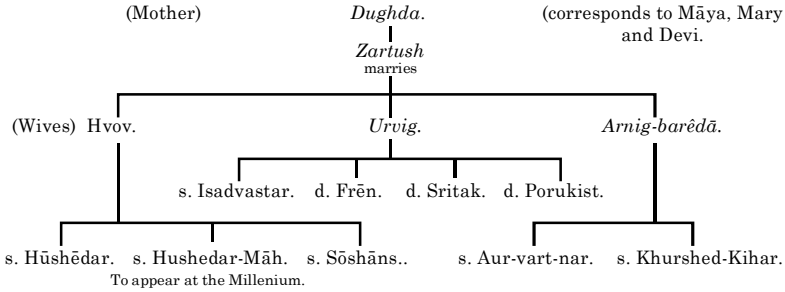 (Mother) Dughda. (corresponds to Māya, Mary
and Devi.
Zartush
marries
(Wives) Hvov. Urvig. Arnig-barêdā.
s. Isadvastar. d. Frēn. d. Sritak. d. Porukist.
s. Hūshēdar. s. Hushedar-Māh. s. Sōshāns.. s. Aur-vart-nar. s. Khurshed-Kihar.
To appear at the Millenium.